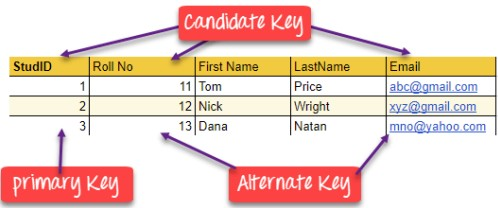 Candidate Key
StudID Roll No First Name LastName Email
1 11 Tom Price abc@gmail.com
2 12 Nick Wright xyz@gmail.com
3 13 Dana Natan mno@yahoo.com
primary Key Alternate Key